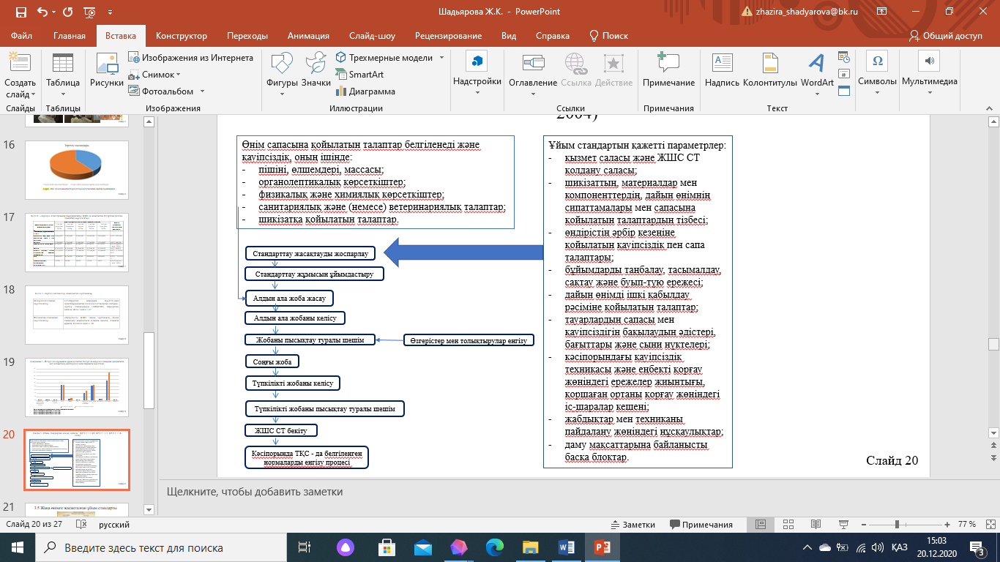 Шадьярова Ж.К. - PowerPoint
zhazira_shadyarova@bk.ru
Файл Главная Вставка Конструктор Переходы Анимация Слайд-шоу Рецензирование Вид Справка Поиск Общий доступ
Создать слайд
Таблица
Рисунки
Изображения из Интернета
Снимок
Фотоальбом
Фигуры
Значки
Трехмерные модели
SmartArt
Диаграмма
Надстройки
Оглавление
Ссылка
Действие
Примечание
Надпись
Колонтитулы
WordArt
Символы
Мультимедиа
Слайды Таблицы Изображения Иллюстрации Ссылки Примечания Текст
16
17
18
19
20
21
3.5 Жаңа өнімге жасақталған ұйым стандарты
2004)
Өнім сапасына қойылатын талаптар белгіленеді және
қауіпсіздік, оның ішінде:
- пішіні, өлшемдері, массасы;
- органолептикалық көрсеткіштер;
- физикалық және химиялық көрсеткіштер;
- санитариялық және (немесе) ветеринариялық талаптар;
- шикізатқа қойылатын талаптар.
Стандарттау жасақтауды жоспарлау
Стандарттау жұмысын ұйымдастыру
Алдын ала жоба жасау
Алдын ала жобаны келісу
Жобаны пысықтау туралы шешім
Өзгерістер мен толықтырулар енгізу
Соңғы жоба
Түпкілікті жобаны келісу
Түпкілікті жобаны пысықтау туралы шешім
ЖШС СТ бекіту
Кәсіпорында ТҚС - да белгіленген
нормаларды енгізу процесі
Ұйым стандартын қажетті параметрлер:
- қызмет саласы және ЖШС СТ
қолдану саласы;
- шикізаттың, материалдар мен
компоненттердің, дайын өнімнің
сипаттамалары мен сапасына
қойылатын талаптардың тізбесі;
- өндірістің әрбір кезеңіне
қойылатын қауіпсіздік пен сапа
талаптары;
- бұйымдарды таңбалау, тасымалдау,
сақтау және буып-түю ережесі;
- дайын өнімді ішкі қабылдау
рәсіміне қойылатын талаптар;
- тауарлардың сапасы мен
қауіпсіздігін бақылаудың әдістері,
бағыттары және сыни нүктелері;
- кәсіпорындағы қауіпсіздік
техникасы және еңбекті қорғау
жөніндегі ережелер жиынтығы,
қоршаған ортаны қорғау жөніндегі
іс-шаралар кешені;
- жабдықтар мен техниканы
пайдалану жөніндегі нұсқаулықтар;
- даму мақсаттарына байланысты
басқа блоктар.
Слайд 20
Щелкните, чтобы добавить заметки
Слайд 20 из 27 русский Заметки Примечания 77 %
Введите здесь текст для поиска
ҚАЗ
15:03
20.12.2020
3